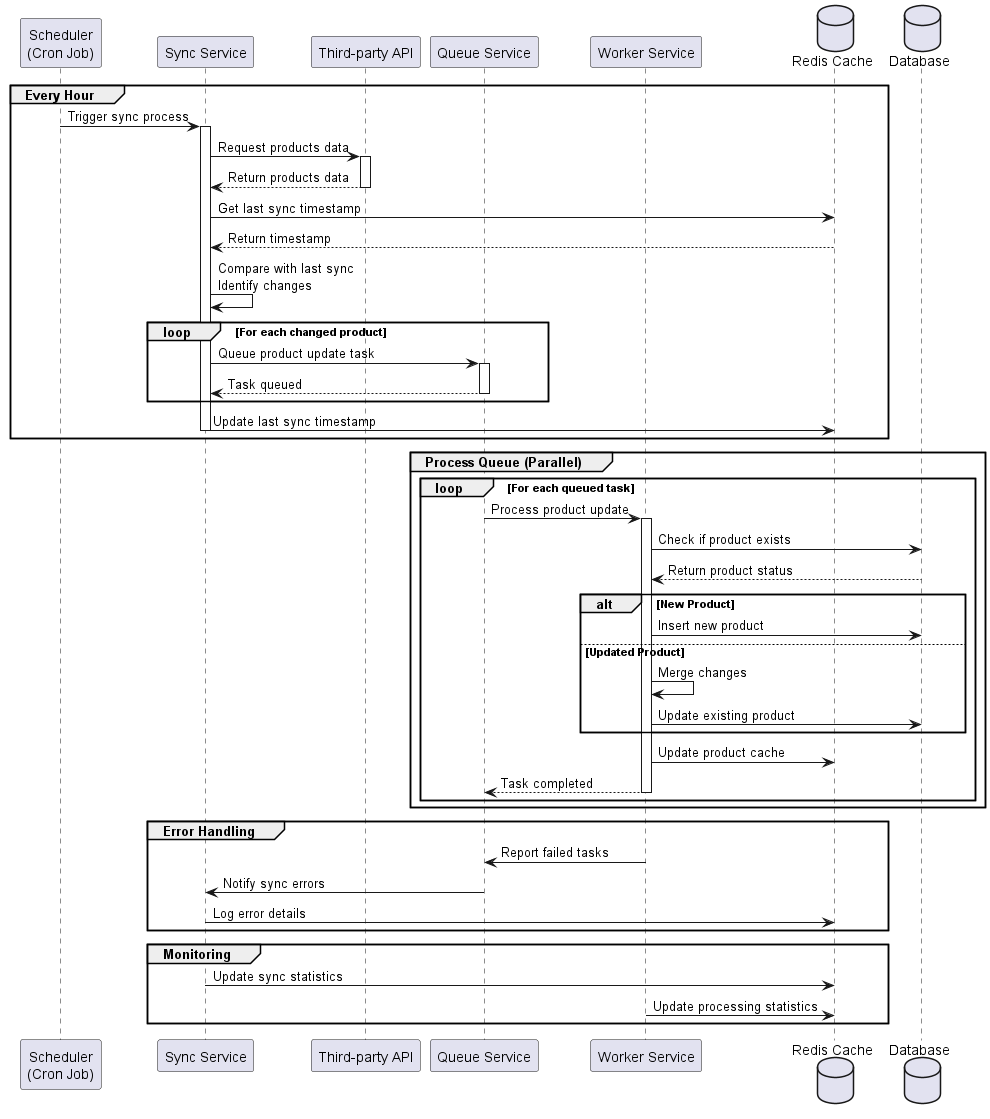 Scheduler
(Cron Job)
Sync Service
Third-party API
Queue Service
Worker Service
Redis Cache
Database
Every Hour
Trigger sync process
Request products data
Return products data
Get last sync timestamp
Return timestamp
Compare with last sync
Identify changes
loop
[For each changed product]
Queue product update task
Task queued
Update last sync timestamp
Process Queue (Parallel)
loop
[For each queued task]
Process product update
Check if product exists
Return product status
alt
[New Product]
Insert new product
[Updated Product]
Merge changes
Update existing product
Update product cache
Task completed
Error Handling
Report failed tasks
Notify sync errors
Log error details
Monitoring
Update sync statistics
Update processing statistics
Scheduler
(Cron Job)
Sync Service
Third-party API
Queue Service
Worker Service
Redis Cache
Database